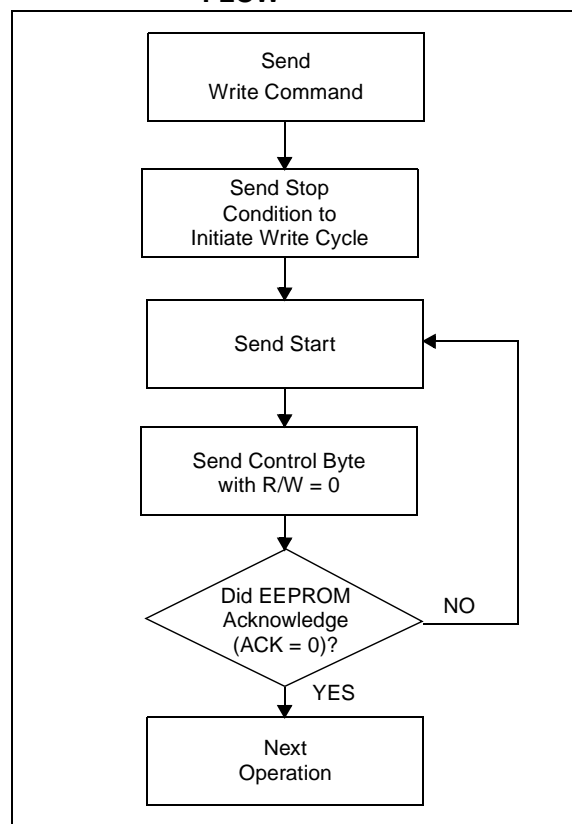 Send
Write Command
Send Stop
Condition to
Initiate Write Cycle
Send Start
Send Control Byte
with R/W = 0
Did EEPROM
Acknowledge
(ACK = 0)?
NO
YES
Next
Operation